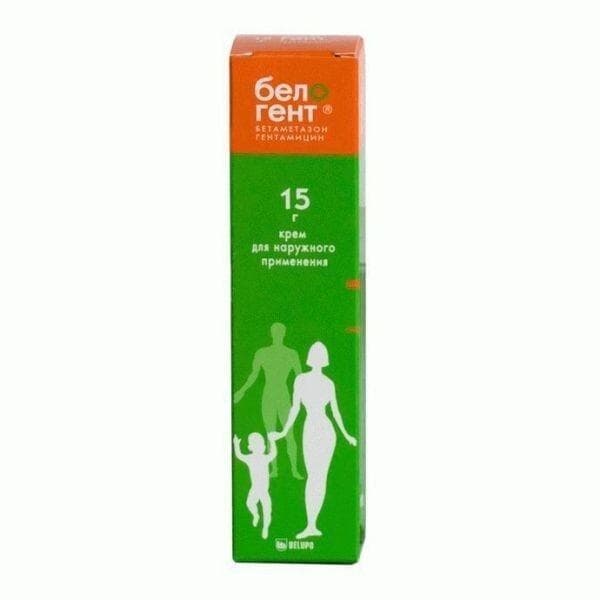 бело
гент ®
БЕТАМЕТАЗОН
ГЕНТАМИЦИН
15
г
крем
для наружного
применения
BELUPO